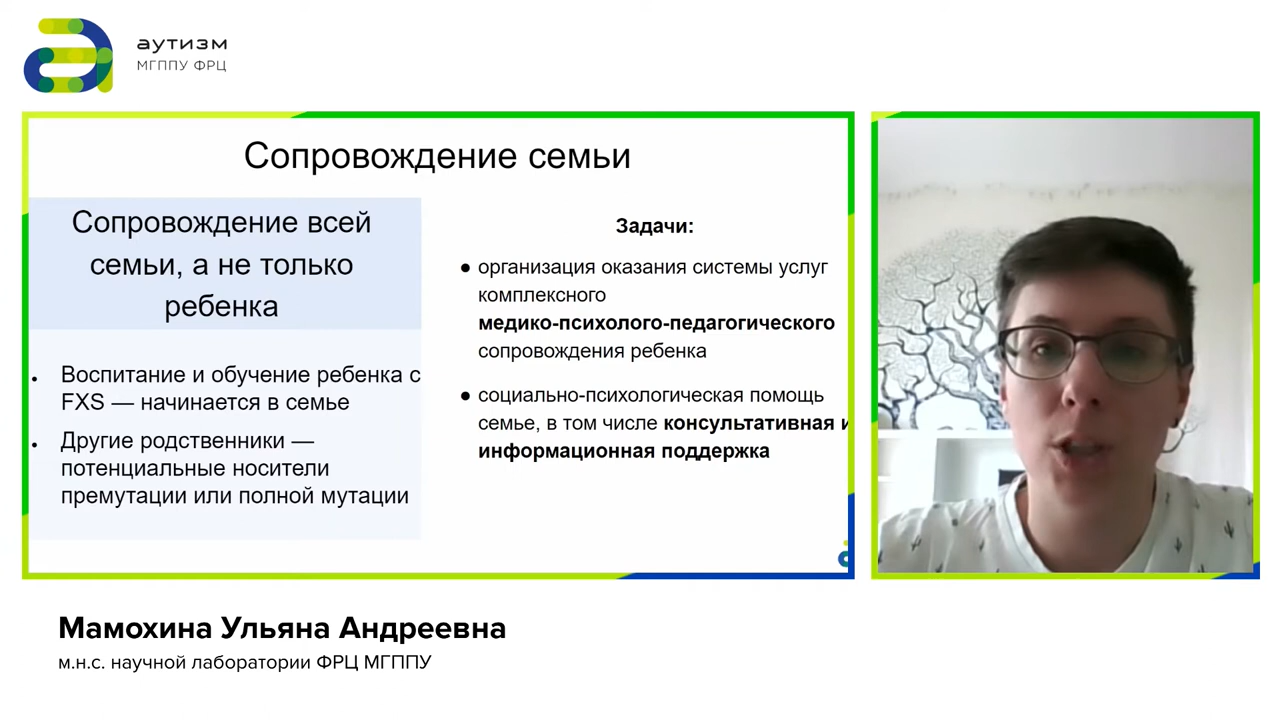 аутизм
МГППУ ФРЦ
Сопровождение семьи
Сопровождение всей
семьи, а не только
ребенка
Воспитание и обучение ребенка с
FXS — начинается в семье
Другие родственники —
потенциальные носители
премутации или полной мутации
Задачи:
● организация оказания системы услуг
комплексного
медико-психолого-педагогического
сопровождения ребенка
● социально-психологическая помощь
семье, в том числе консультативная и
информационная поддержка
Мамохина Ульяна Андреевна
м.н.с. научной лаборатории ФРЦ МГППУ